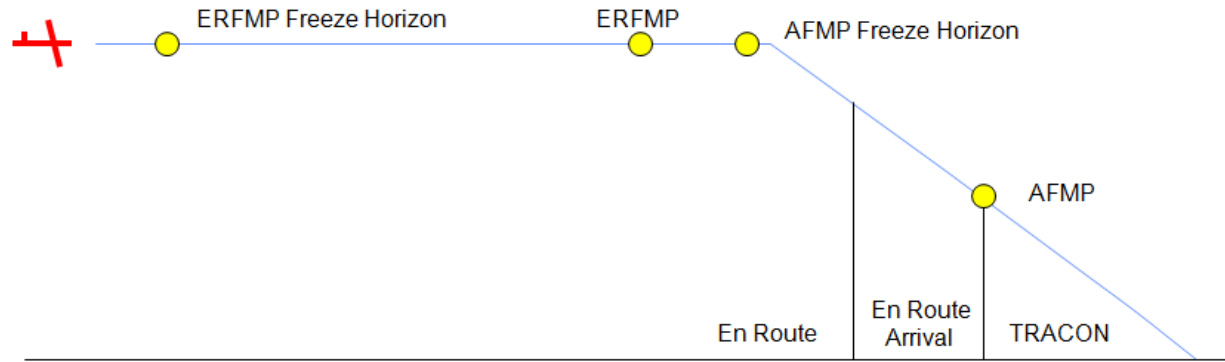 ERFMP Freeze Horizon
ERFMP
AFMP Freeze Horizon
AFMP
En Route
En Route
Arrival
TRACON